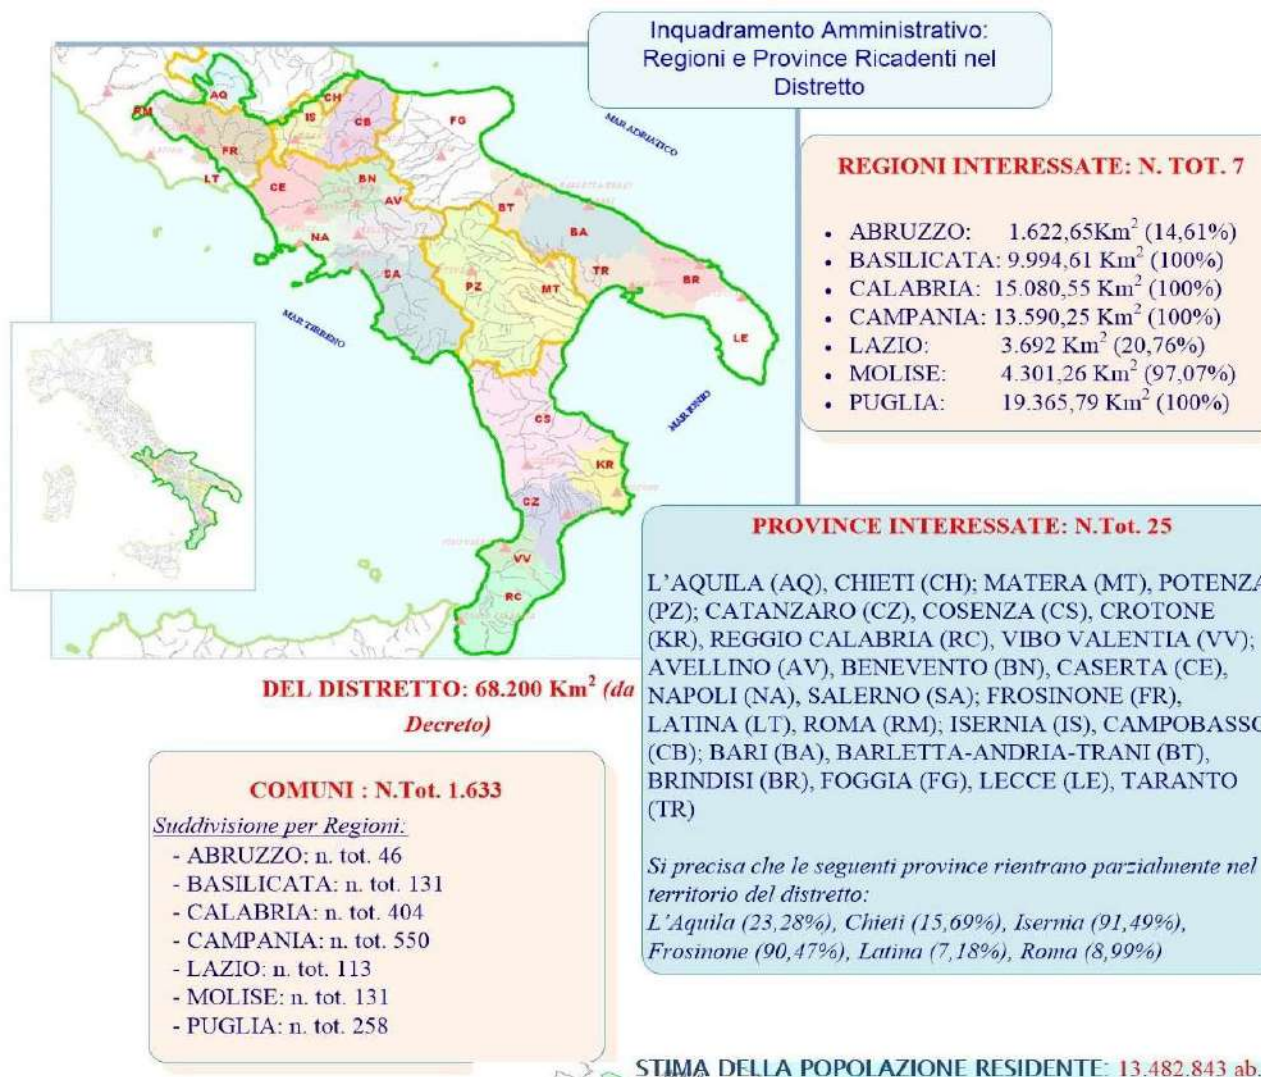 Inquadramento Amministrativo:
Regioni e Province Ricadenti nel
Distretto
AQ
RM
FR
LT
IS
CH
CB
FG
CE
BN
AV
NA
SA
BT
BA
TR
BR
LE
PZ
MT
CS
KR
CZ
VV
RC
MAR ADRIATICO
MAR TIRRENO
MAR IONIO
REGIONI INTERESSATE: N. TOT. 7
• ABRUZZO: 1.622,65Km² (14,61%)
• BASILICATA: 9.994,61 Km² (100%)
• CALABRIA: 15.080,55 Km² (100%)
• CAMPANIA: 13.590,25 Km² (100%)
• LAZIO: 3.692 Km² (20,76%)
• MOLISE: 4.301,26 Km² (97,07%)
• PUGLIA: 19.365,79 Km² (100%)
PROVINCE INTERESSATE: N.Tot. 25
L'AQUILA (AQ), CHIETI (CH); MATERA (MT), POTENZA
(PZ); CATANZARO (CZ), COSENZA (CS), CROTONE
(KR), REGGIO CALABRIA (RC), VIBO VALENTIA (VV);
AVELLINO (AV), BENEVENTO (BN), CASERTA (CE),
NAPOLI (NA), SALERNO (SA); FROSINONE (FR),
LATINA (LT), ROMA (RM); ISERNIA (IS), CAMPOBASSO
(CB); BARI (BA), BARLETTA-ANDRIA-TRANI (BT),
BRINDISI (BR), FOGGIA (FG), LECCE (LE), TARANTO
(TR)
Si precisa che le seguenti province rientrano parzialmente nel
territorio del distretto:
L'Aquila (23,28%), Chieti (15,69%), Isernia (91,49%),
Frosinone (90,47%), Latina (7,18%), Roma (8,99%)
DEL DISTRETTO: 68.200 Km² (da
Decreto)
COMUNI : N.Tot. 1.633
Suddivisione per Regioni:
- ABRUZZO: n. tot. 46
- BASILICATA: n. tot. 131
- CALABRIA: n. tot. 404
- CAMPANIA: n. tot. 550
- LAZIO: n. tot. 113
- MOLISE: n. tot. 131
- PUGLIA: n. tot. 258
STIMA DELLA POPOLAZIONE RESIDENTE: 13.482.843 ab.